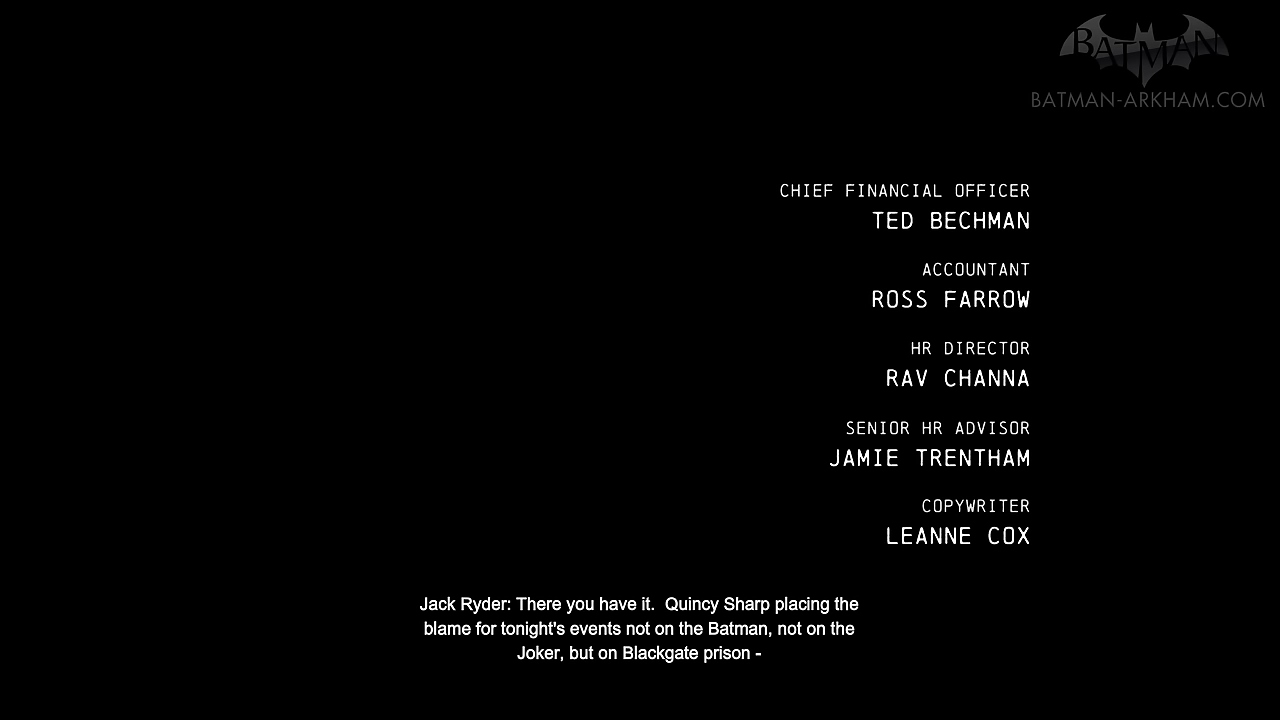 BATMAN
BATMAN-ARKHAM.COM
CHIEF FINANCIAL OFFICER
TED BECHMAN
ACCOUNTANT
ROSS FARROW
HR DIRECTOR
RAV CHANNA
SENIOR HR ADVISOR
JAMIE TRENTHAM
COPYWRITER
LEANNE COX
Jack Ryder: There you have it.  Quincy Sharp placing the
blame for tonight's events not on the Batman, not on the
Joker, but on Blackgate prison -